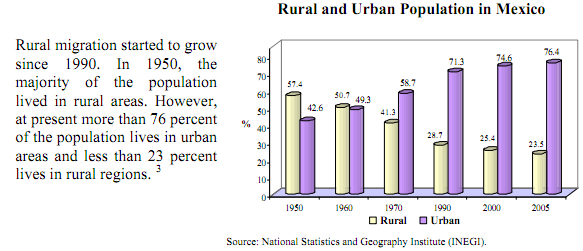 Rural and Urban Population in Mexico
Rural migration started to grow
since 1990. In 1950, the
majority of the population
lived in rural areas. However,
at present more than 76 percent
of the population lives in urban
areas and less than 23 percent
lives in rural regions. 3
80
70
60
50
%
40
30
20
10
0
57.4
42.6
50.7
49.3
41.3
58.7
28.7
71.3
25.4
74.6
23.5
76.4
1950 1960 1970 1990 2000 2005
Rural Urban
Source: National Statistics and Geography Institute (INEGI).